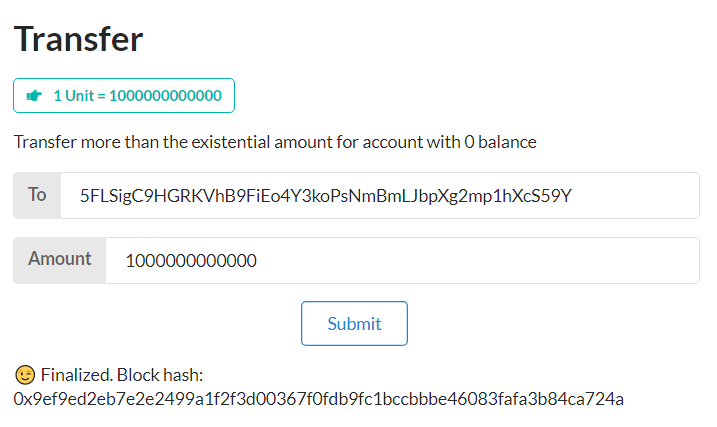 Transfer
1 Unit = 1000000000000
Transfer more than the existential amount for account with 0 balance
To 5FLSigC9HGRKVhB9FiEo4Y3koPsNmBmLJbpXg2mp1hXcS59Y
Amount 1000000000000
Submit
Finalized. Block hash:
0x9ef9ed2eb7e2e2499a1f2f3d00367f0fdb9fc1bccbbbe46083fafa3b84ca724a